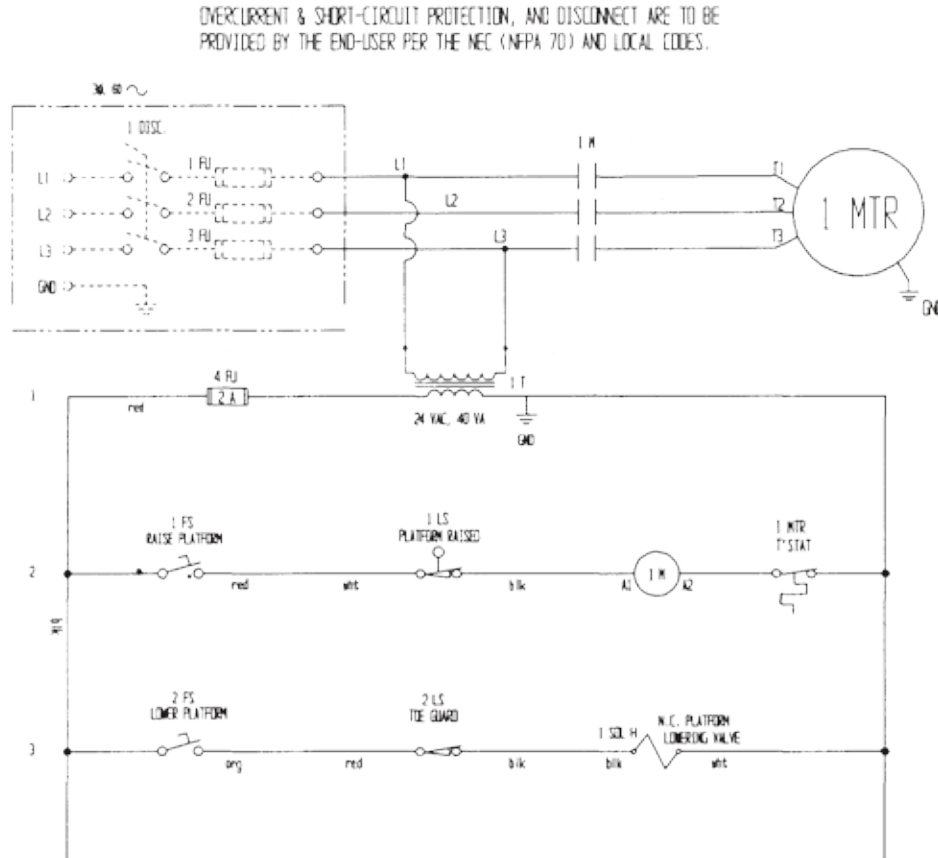 OVERCURRENT & SHORT-CIRCUIT PROTECTION, AND DISCONNECT ARE TO BE
PROVIDED BY THE END-USER PER THE NEC (NFPA 70) AND LOCAL CODES.
3Ø, 60 ~
1 DISC.
L1
1 FU
L1
1 M
T1
L2
2 FU
L2
T2
1 MTR
L3
3 FU
L3
T3
GND
GND
1
4 FU
2 A
red
1 T
24 VAC, 40 VA
GND
1 FS
RAISE PLATFORM
1 LS
PLATFORM RAISED
1 MTR
T'STAT
2
red
wht
blk
A1
1 M
A2
blk
2 FS
LOWER PLATFORM
2 LS
TOE GUARD
1 SOL H
N.C. PLATFORM
LOWERING VALVE
3
org
red
blk
blk
wht